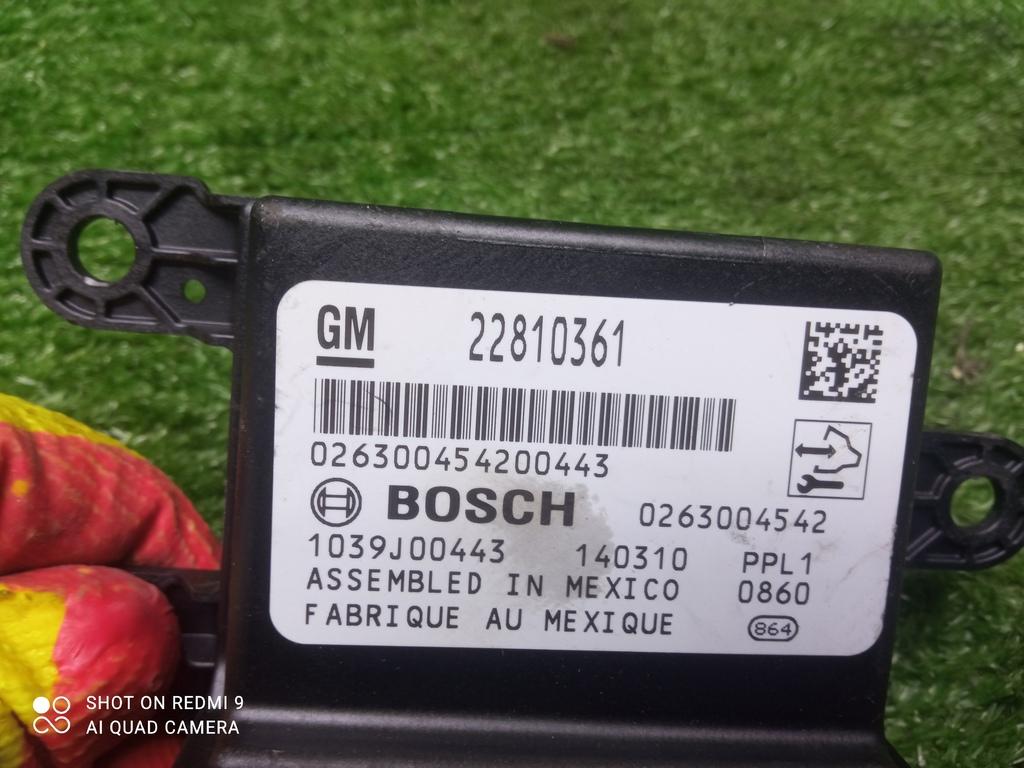 GM 22810361
026300454200443
BOSCH 0263004542
1039J00443 140310 PPL1
ASSEMBLED IN MEXICO 0860
FABRIQUE AU MEXIQUE 864
SHOT ON REDMI 9
AI QUAD CAMERA